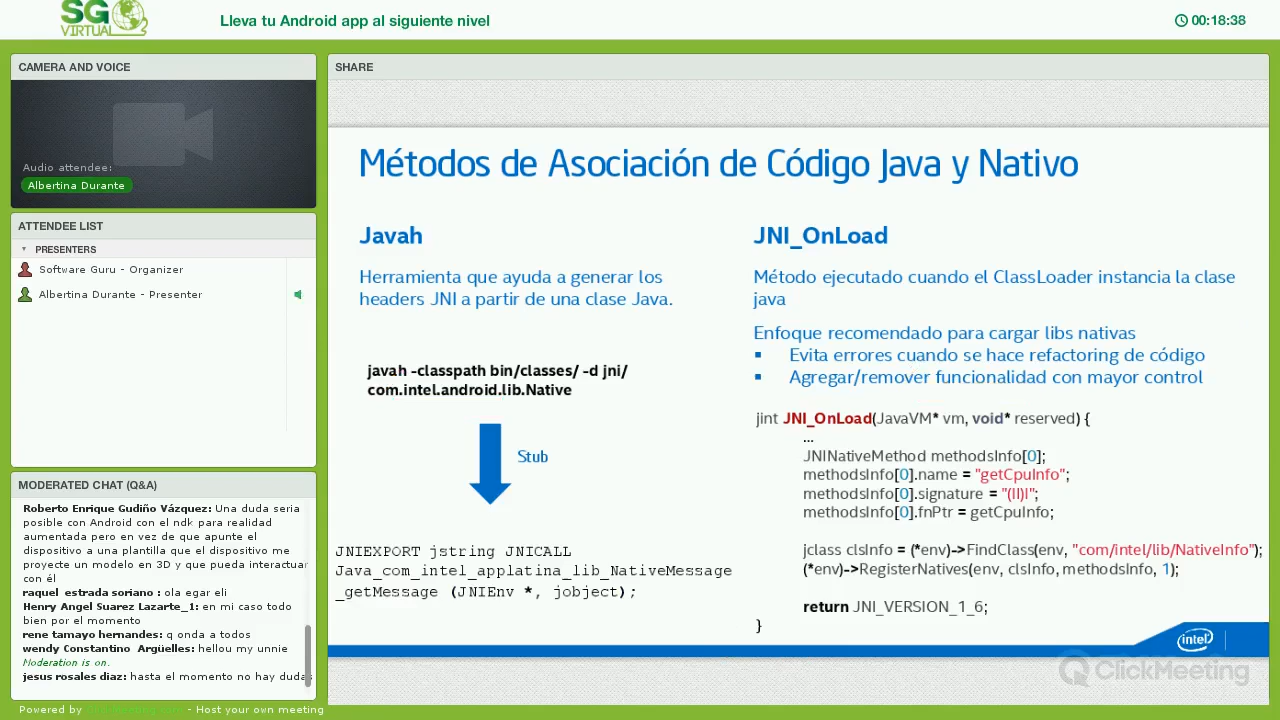 SG
VIRTUAL
Lleva tu Android app al siguiente nivel
00:18:38
CAMERA AND VOICE
Audio attendee:
Albertina Durante
ATTENDEE LIST
PRESENTERS
Software Guru - Organizer
Albertina Durante - Presenter
MODERATED CHAT (Q&A)
Roberto Enrique Gudiño Vázquez: Una duda seria
posible con Android con el ndk para realidad
aumentada pero en vez de que apunte el
dispositivo a una plantilla que el dispositivo me
proyecte un modelo en 3D y que pueda interactuar
con él
raquel estrada soriano : ola egar eli
Henry Angel Suarez Lazarte_1: en mi caso todo
bien por el momento
rene tamayo hernandes: q onda a todos
wendy Constantino Argüelles: hellou my unnie
Moderation is on.
jesus rosales diaz: hasta el momento no hay dudas
Powered by - Host your own meeting
SHARE
Métodos de Asociación de Código Java y Nativo
Javah
Herramienta que ayuda a generar los
headers JNI a partir de una clase Java.
javah -classpath bin/classes/ -d jni/
com.intel.android.lib.Native
Stub
JNIEXPORT jstring JNICALL
Java_com_intel_applatina_lib_NativeMessage
_getMessage (JNIEnv *, jobject);
JNI_OnLoad
Método ejecutado cuando el ClassLoader instancia la clase
java
Enfoque recomendado para cargar libs nativas
▪ Evita errores cuando se hace refactoring de código
▪ Agregar/remover funcionalidad con mayor control
jint JNI_OnLoad(JavaVM* vm, void* reserved) {
...
JNINativeMethod methodsInfo[0];
methodsInfo[0].name = "getCpuInfo";
methodsInfo[0].signature = "(II)I";
methodsInfo[0].fnPtr = getCpuInfo;
jclass clsInfo = (*env)->FindClass(env, "com/intel/lib/NativeInfo");
(*env)->RegisterNatives(env, clsInfo, methodsInfo, 1);
return JNI_VERSION_1_6;
}
intel
ClickMeeting